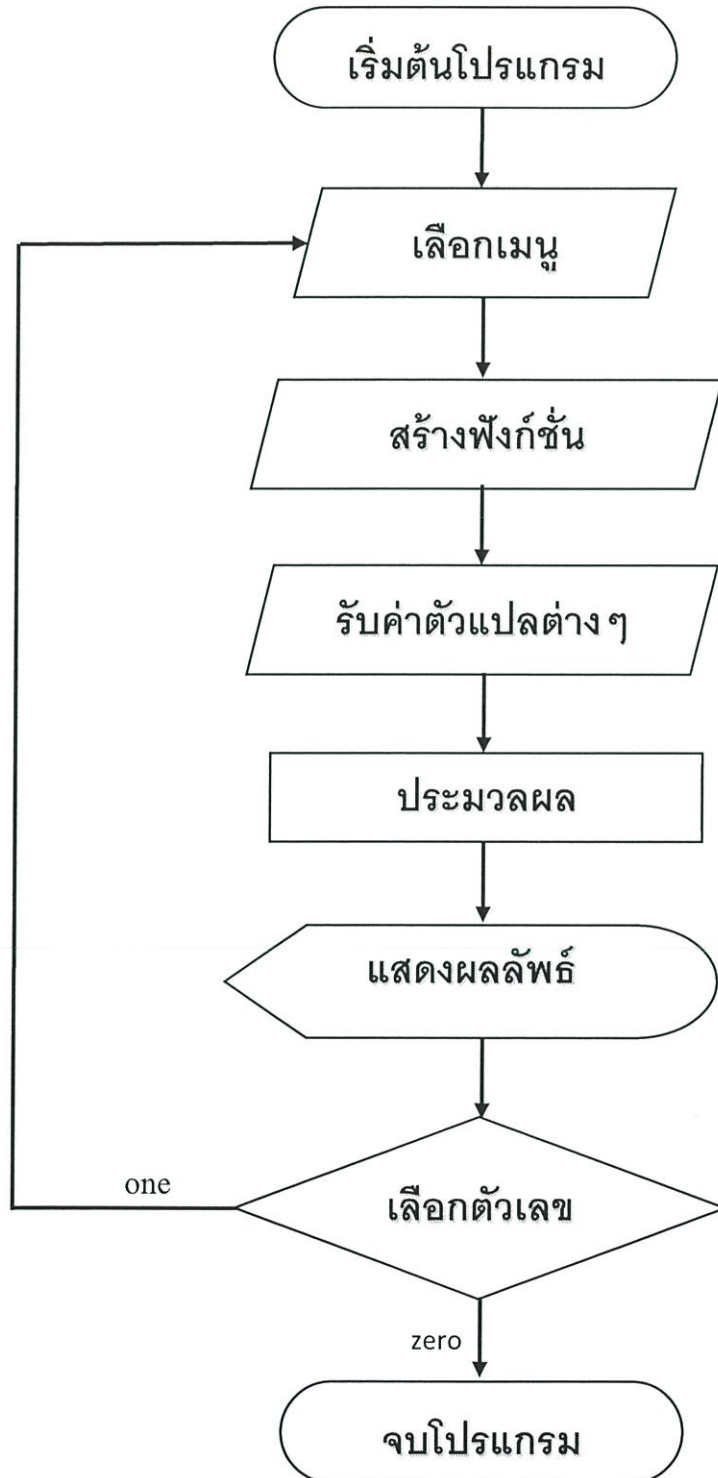 เริ่มต้นโปรแกรม
เลือกเมนู
สร้างฟังก์ชั่น
รับค่าตัวแปลต่าง ๆ
ประมวลผล
แสดงผลลัพธ์
one
เลือกตัวเลข
zero
จบโปรแกรม